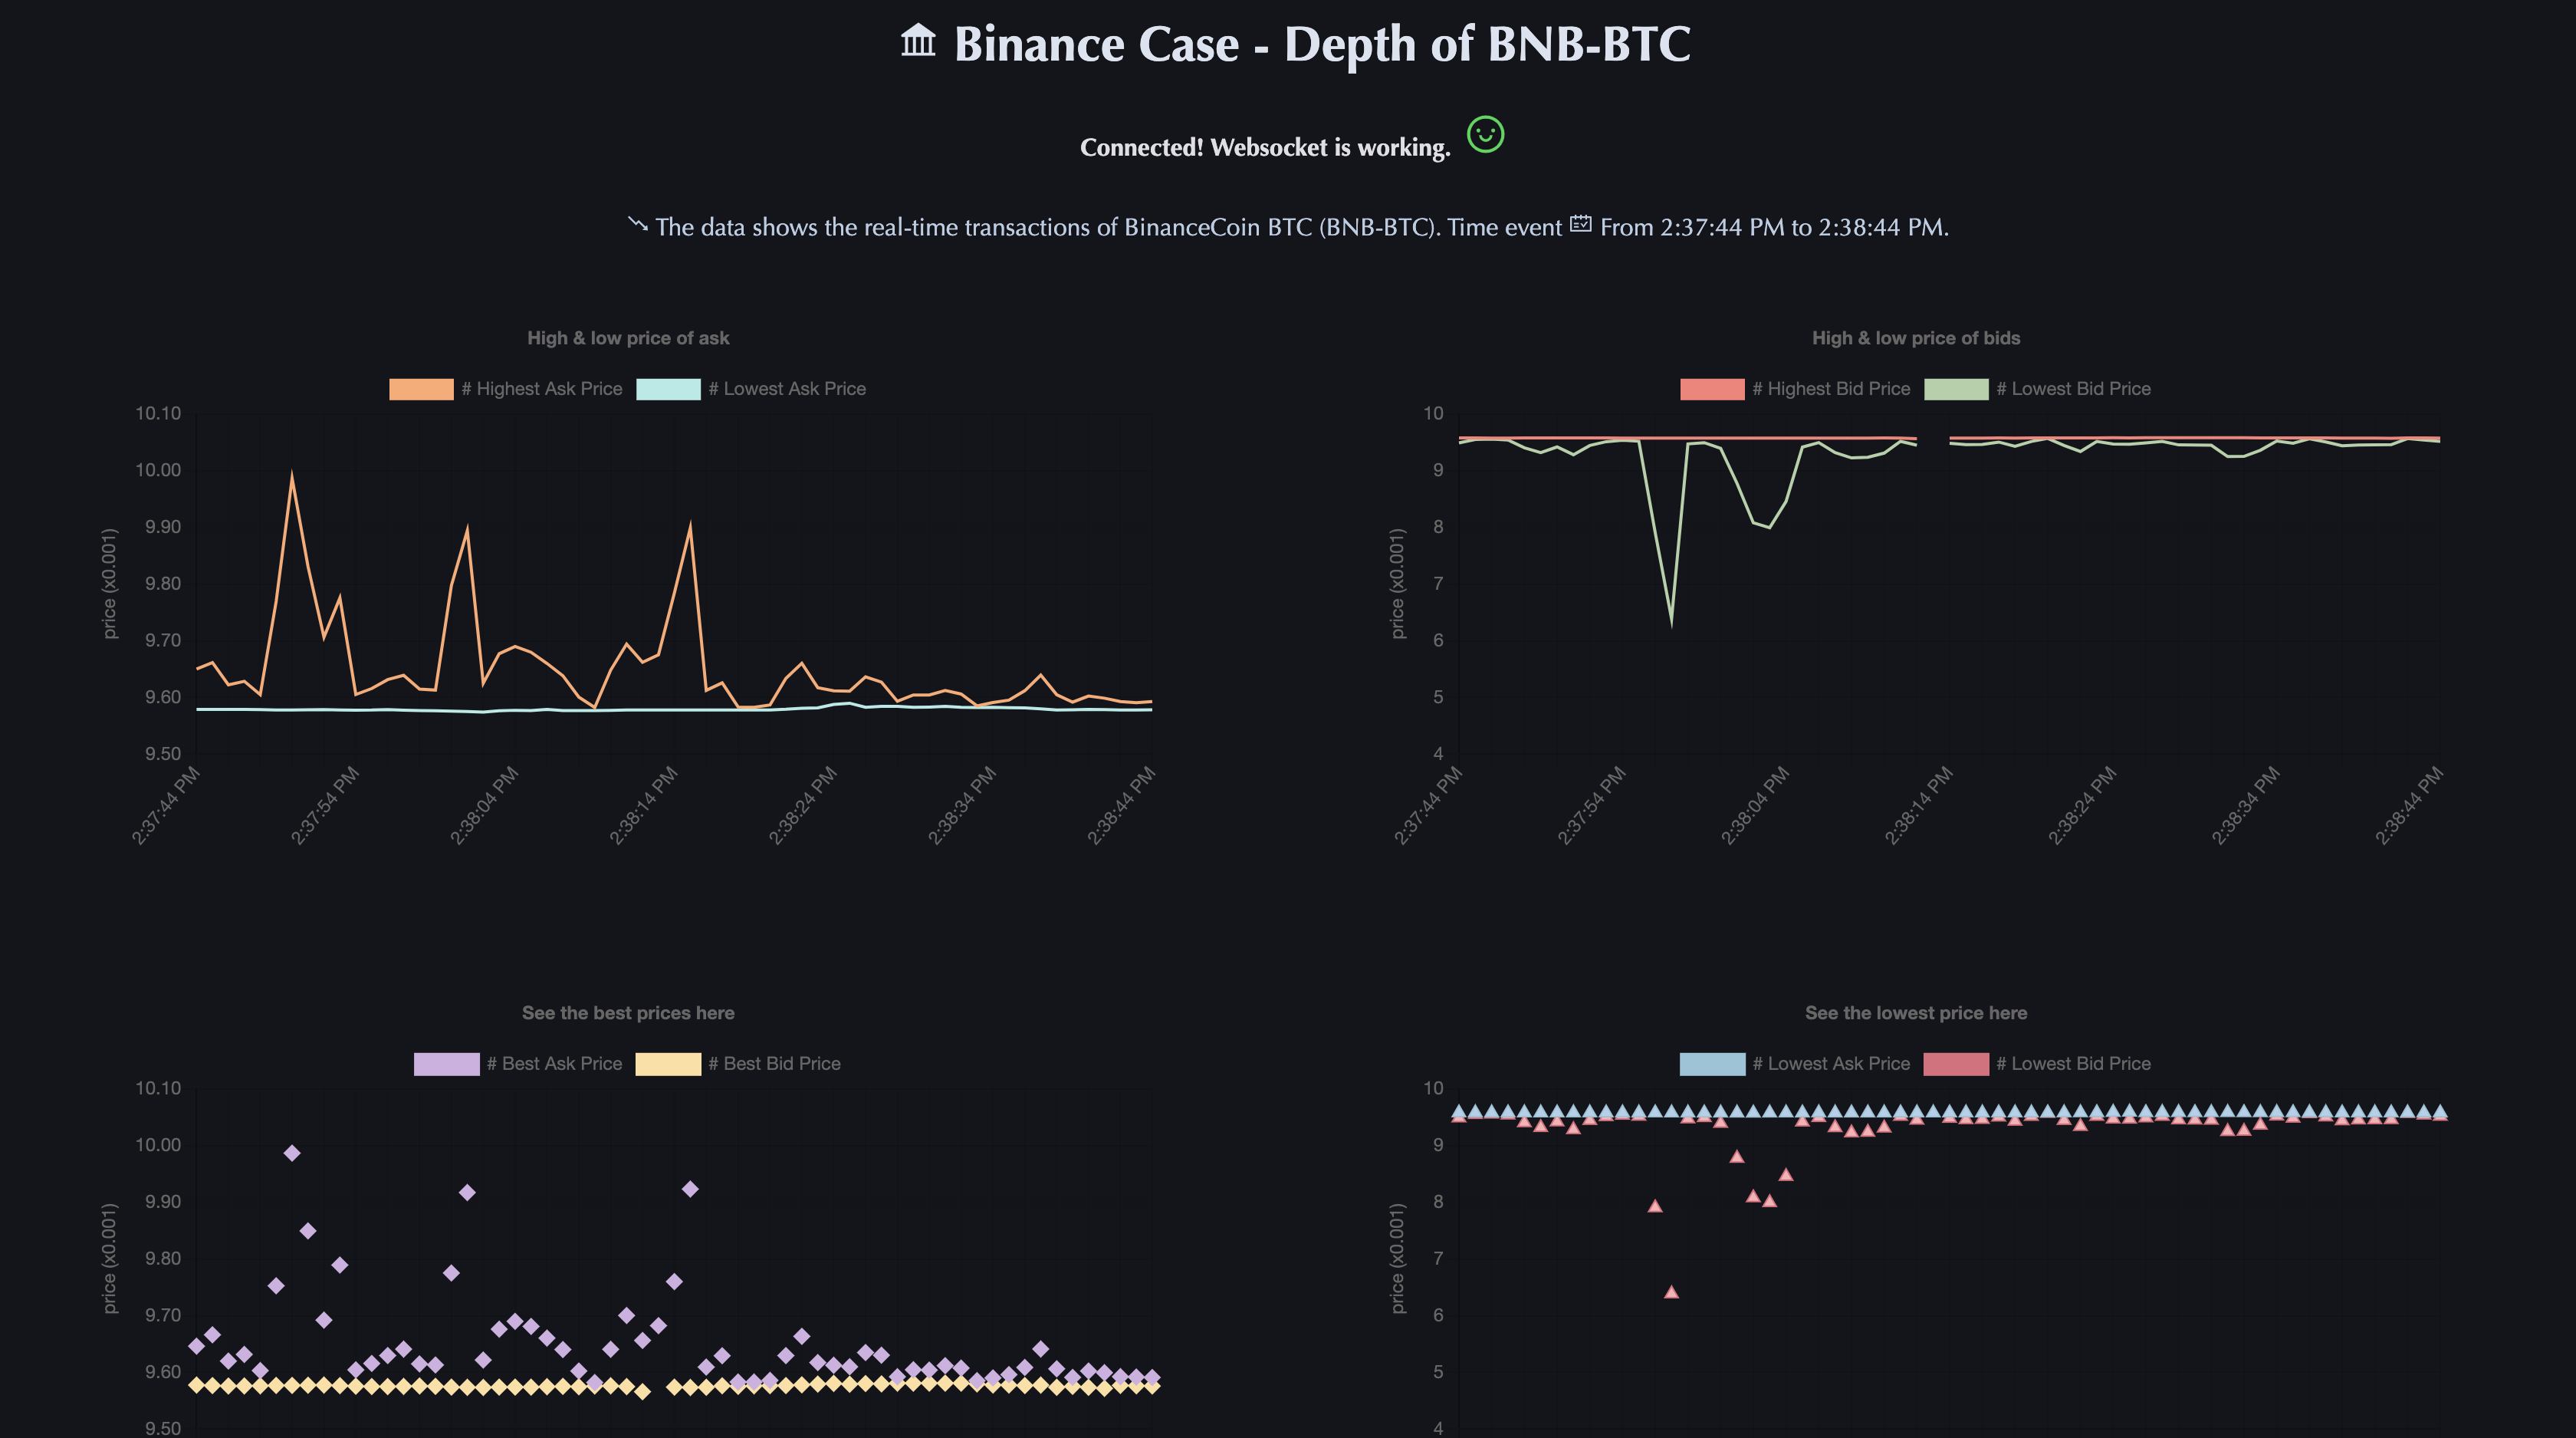 Binance Case - Depth of BNB-BTC
Connected! Websocket is working.
The data shows the real-time transactions of BinanceCoin BTC (BNB-BTC). Time event From 2:37:44 PM to 2:38:44 PM.
High & low price of ask
# Highest Ask Price # Lowest Ask Price
10.10
10.00
9.90
9.80
9.70
9.60
9.50
price (x0.001)
2:37:44 PM 2:37:54 PM 2:38:04 PM 2:38:14 PM 2:38:24 PM 2:38:34 PM 2:38:44 PM
High & low price of bids
# Highest Bid Price # Lowest Bid Price
10
9
8
7
6
5
4
price (x0.001)
2:37:44 PM 2:37:54 PM 2:38:04 PM 2:38:14 PM 2:38:24 PM 2:38:34 PM 2:38:44 PM
See the best prices here
# Best Ask Price # Best Bid Price
10.10
10.00
9.90
9.80
9.70
9.60
9.50
price (x0.001)
See the lowest price here
# Lowest Ask Price # Lowest Bid Price
10
9
8
7
6
5
4
price (x0.001)